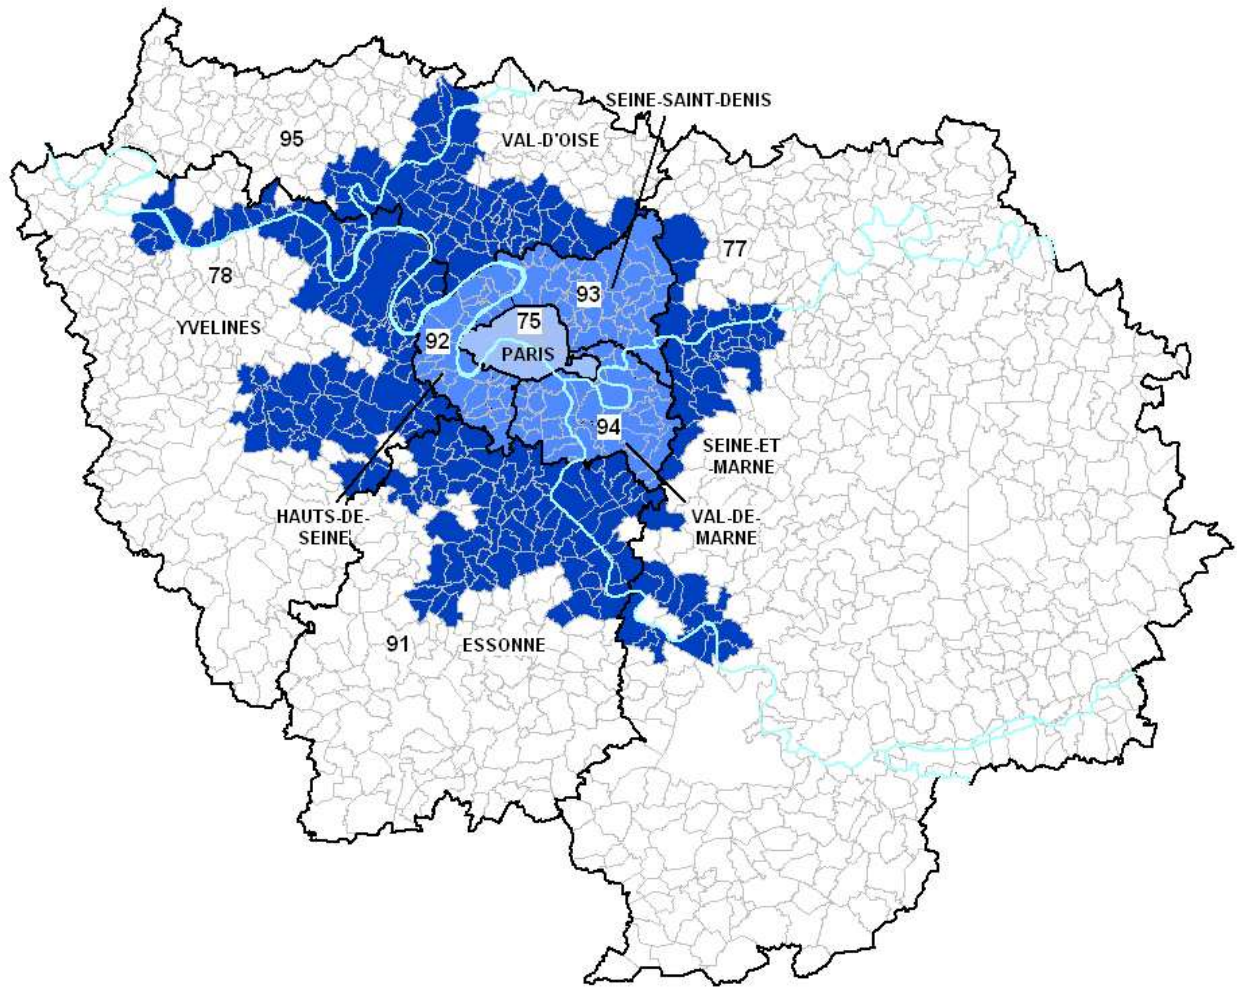 SEINE-SAINT-DENIS
95
VAL-D'OISE
77
78
93
YVELINES
75
92
PARIS
94
SEINE-ET
-MARNE
HAUTS-DE-
SEINE
VAL-DE-
MARNE
91
ESSONNE